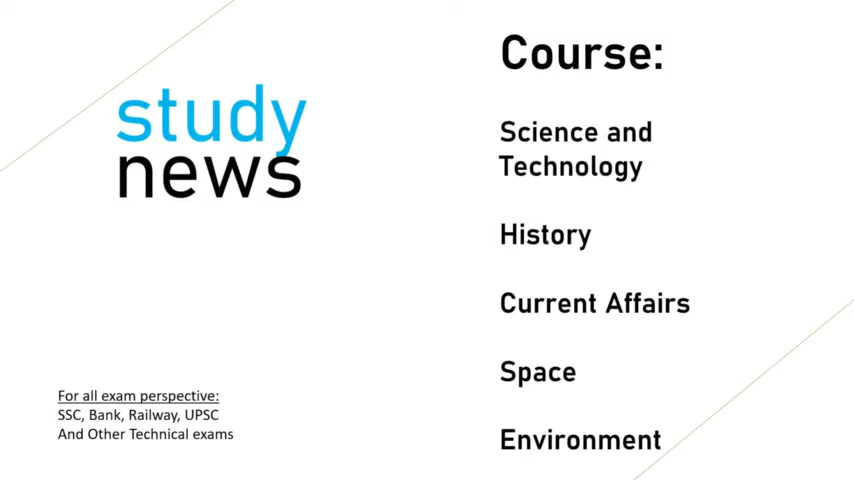 study
news
For all exam perspective:
SSC, Bank, Railway, UPSC
And Other Technical exams
Course:
Science and
Technology
History
Current Affairs
Space
Environment